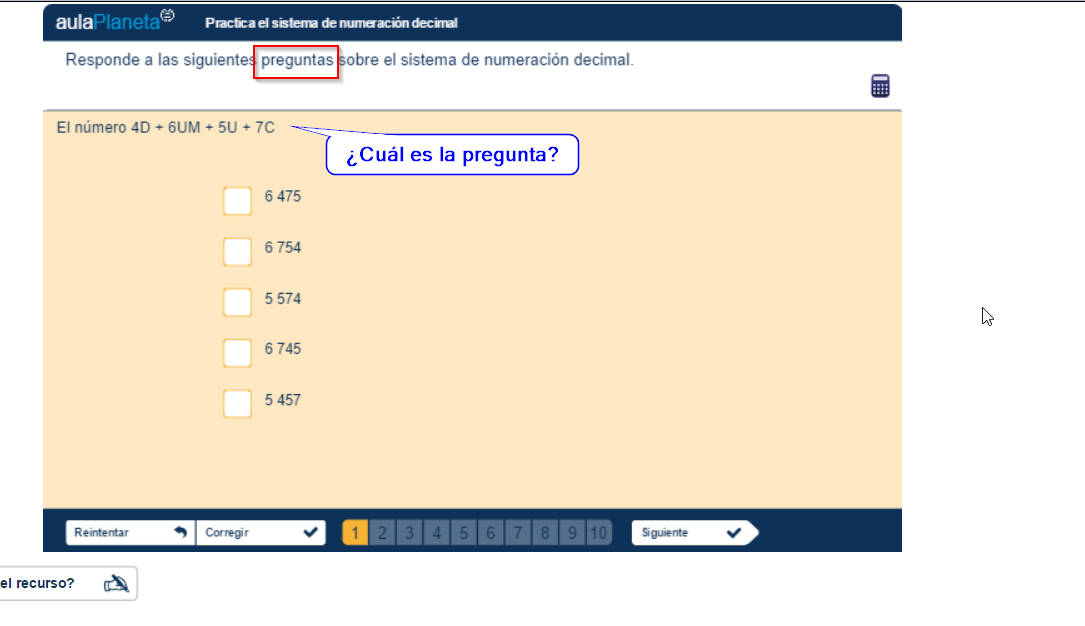 aulaPlaneta Practica el sistema de numeración decimal
Responde a las siguientes preguntas sobre el sistema de numeración decimal.
El número 4D + 6UM + 5U + 7C
¿Cuál es la pregunta?
6 475
6 754
5 574
6 745
5 457
Reintentar Corregir 1 2 3 4 5 6 7 8 9 10 Siguiente
el recurso?